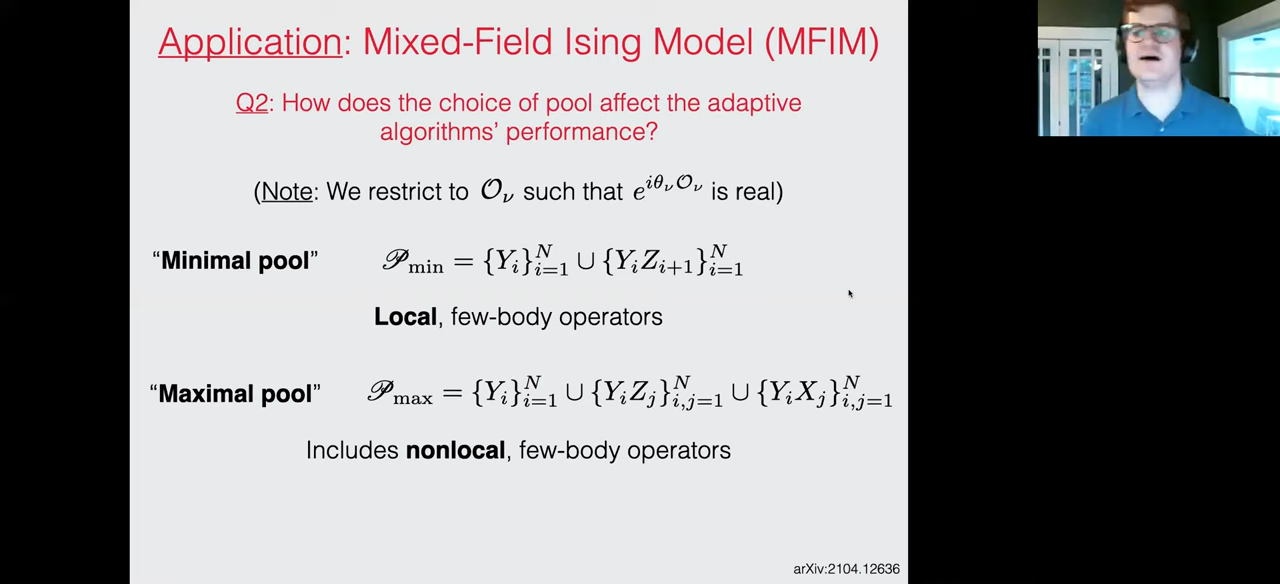 Application: Mixed-Field Ising Model (MFIM)
Q2: How does the choice of pool affect the adaptive
algorithms’ performance?
(Note: We restrict to 𝒪_ν such that e^{iθ_ν 𝒪_ν} is real)
“Minimal pool” 𝒫_min = {Y_i}_{i=1}^N ∪ {Y_i Z_{i+1}}_{i=1}^N
Local, few-body operators
“Maximal pool” 𝒫_max = {Y_i}_{i=1}^N ∪ {Y_i Z_j}_{i,j=1}^N ∪ {Y_i X_j}_{i,j=1}^N
Includes nonlocal, few-body operators
arXiv:2104.12636